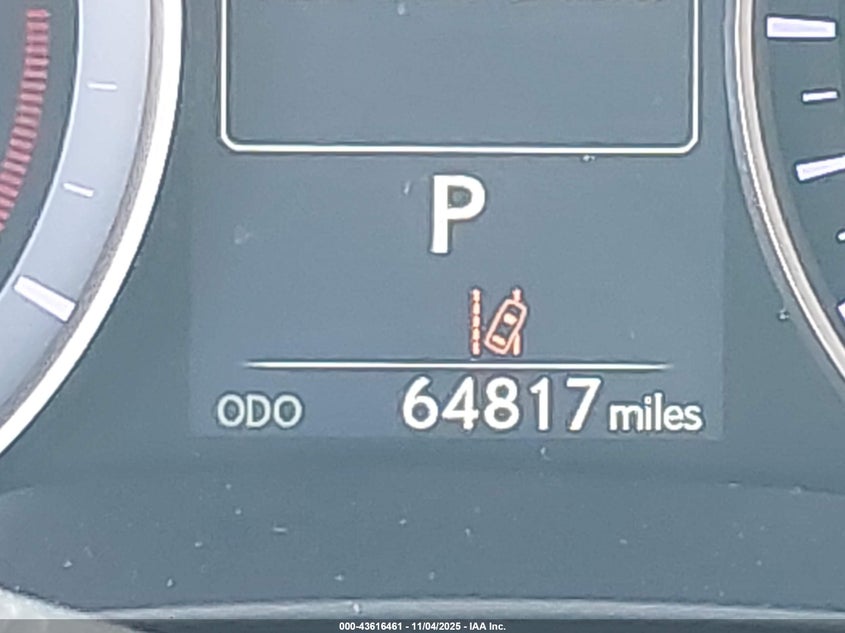 P
ODO 64817 miles
000-43616461 - 11/04/2025 - IAA Inc.